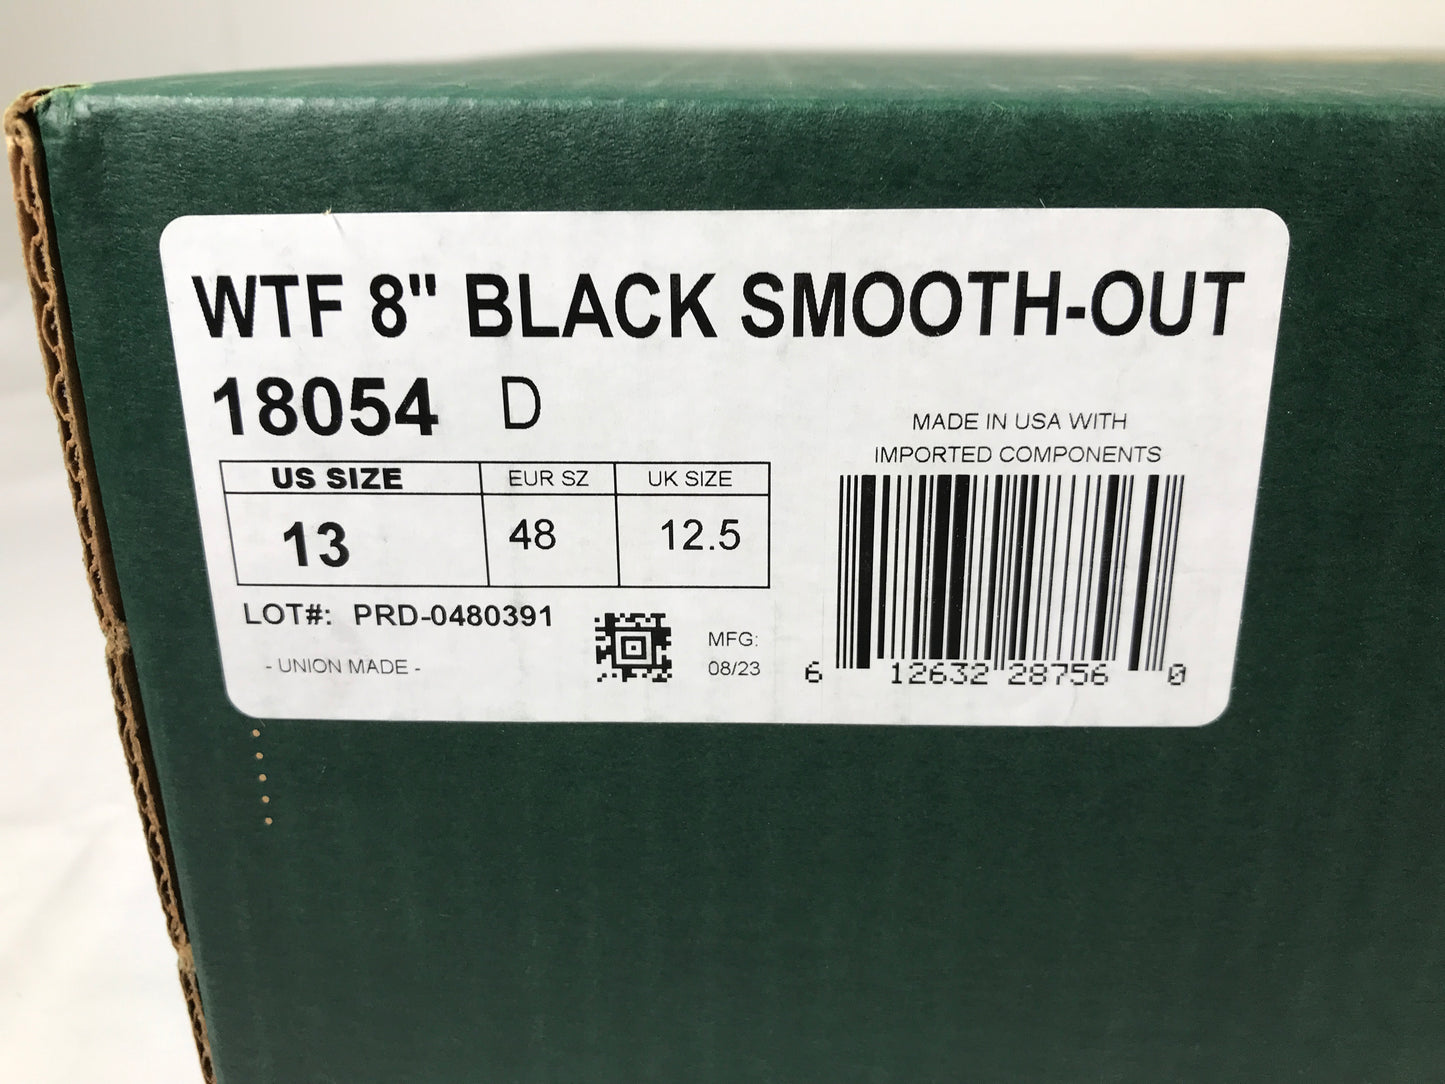 WTF 8" BLACK SMOOTH-OUT
18054 D
MADE IN USA WITH
IMPORTED COMPONENTS
US SIZE EUR SZ UK SIZE
13 48 12.5
LOT#: PRD-0480391
- UNION MADE -
MFG:
08/23
6 12632 28756 0